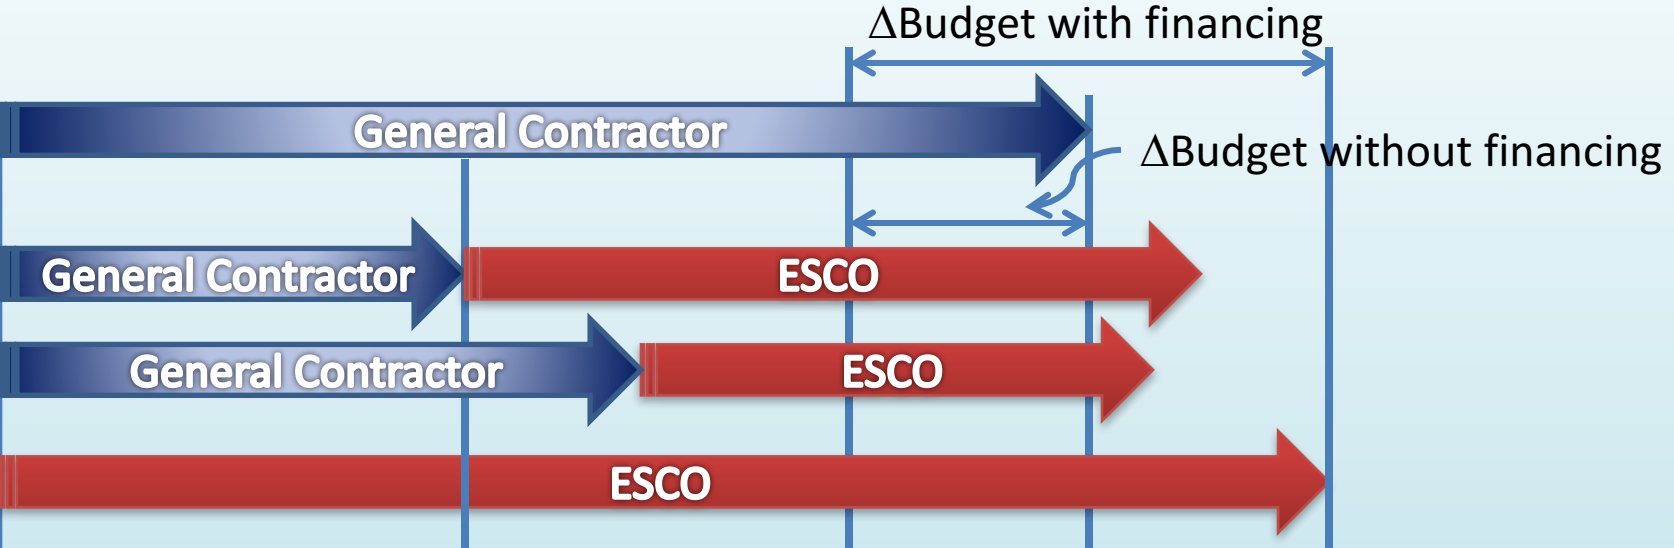 ΔBudget with financing
General Contractor
ΔBudget without financing
General Contractor
ESCO
General Contractor
ESCO
ESCO